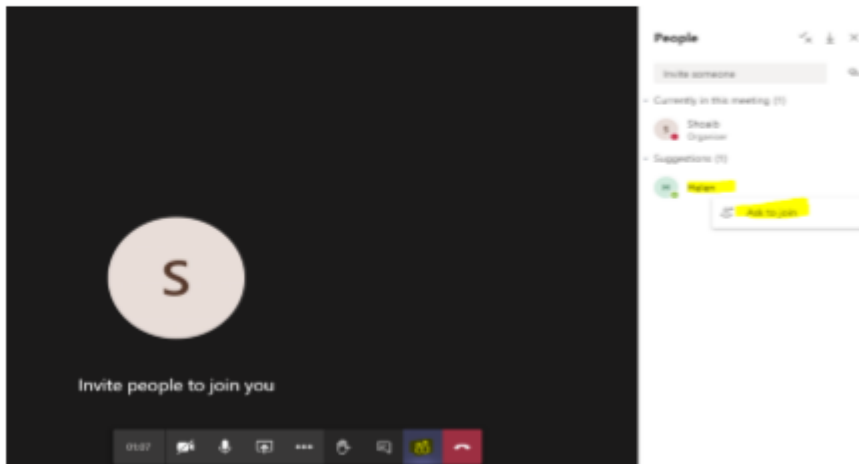 People
Invite someone
Currently in this meeting (1)
S
Shoaib
Organiser
Suggestions (1)
H
Helen
Ask to join
S
Invite people to join you
01:07